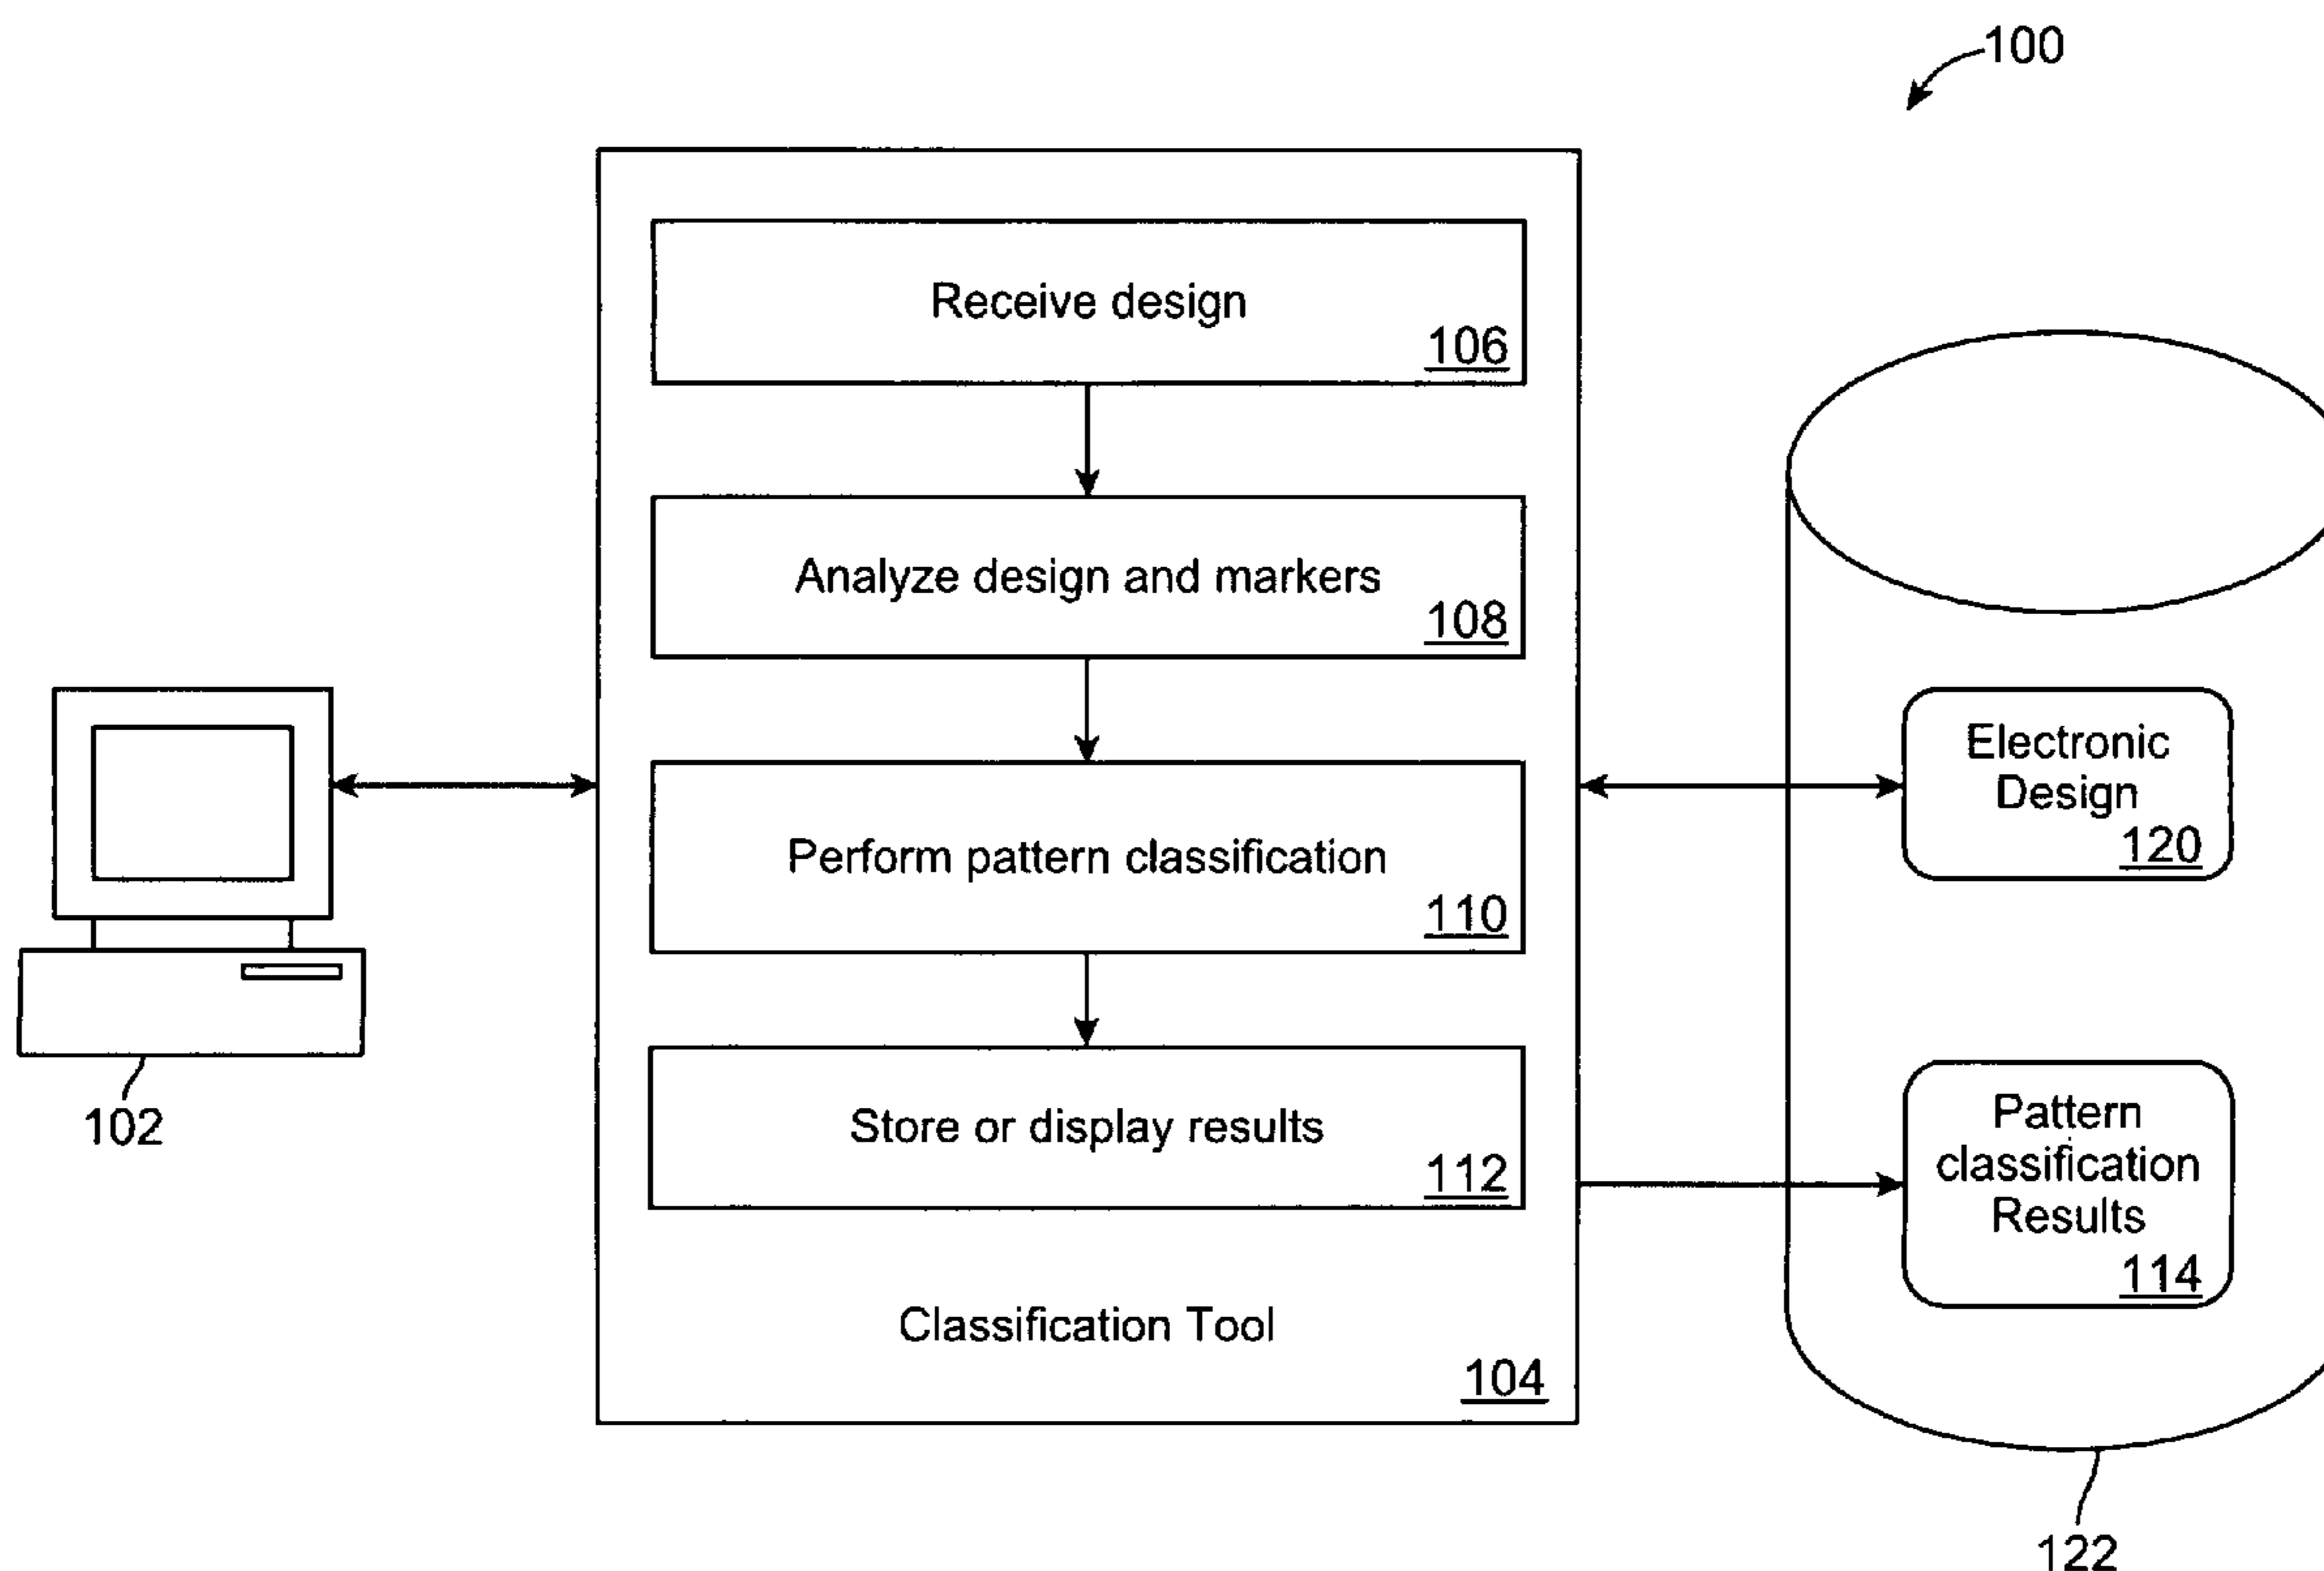 100
Receive design
106
Analyze design and markers
108
Perform pattern classification
110
Store or display results
112
Classification Tool
104
102
Electronic
Design
120
Pattern
classification
Results
114
122